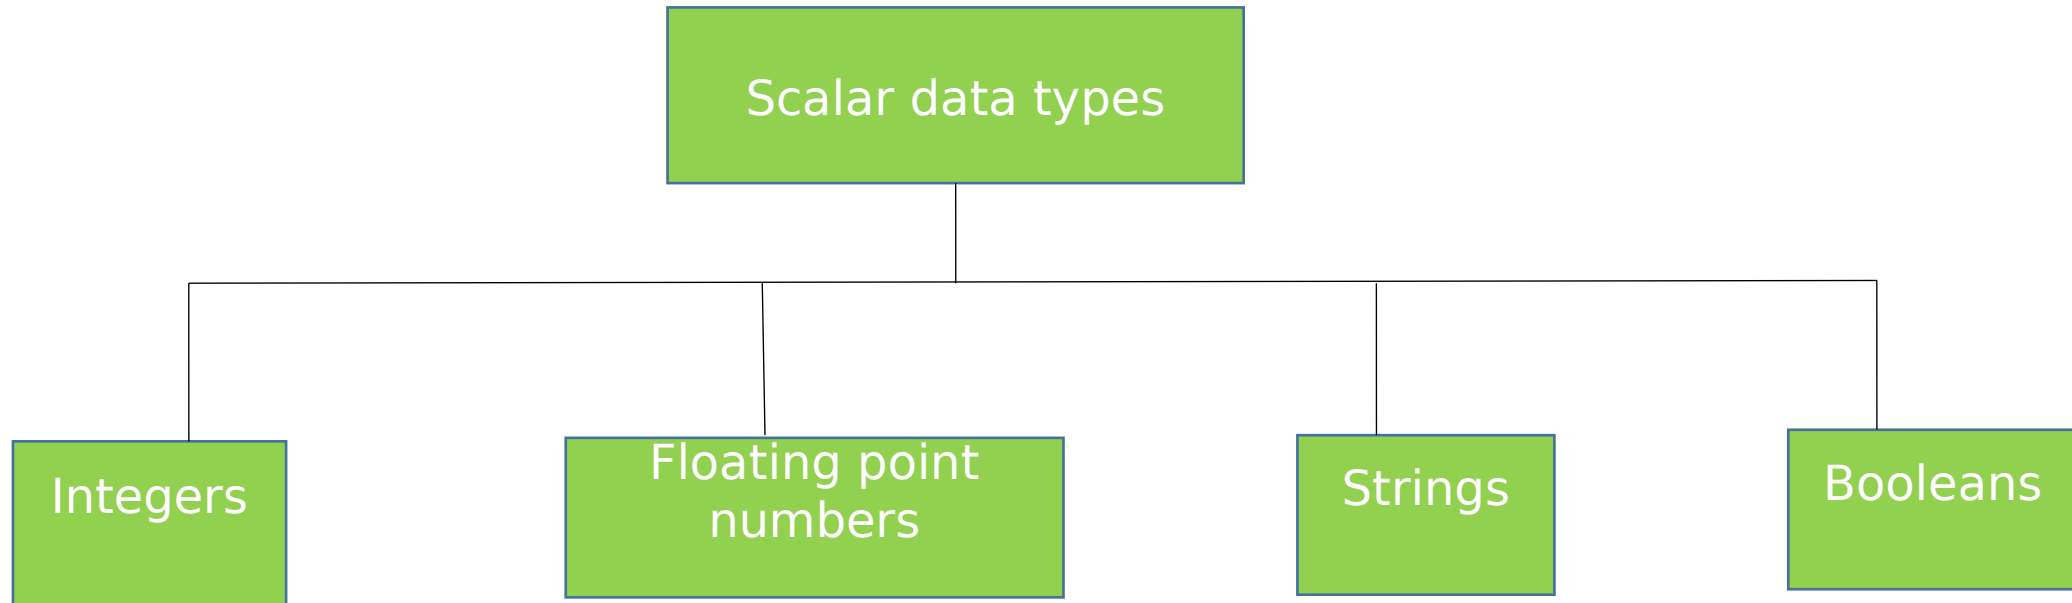 Scalar data types
Integers
Floating point
numbers
Strings
Booleans